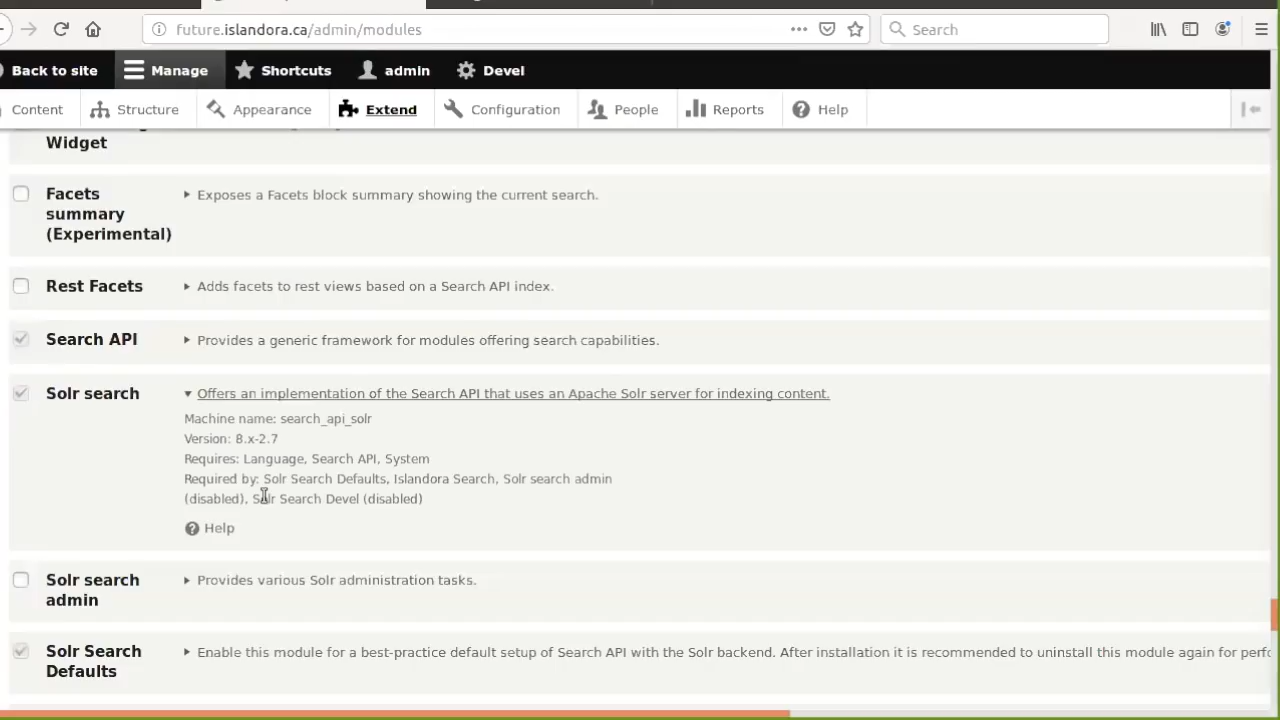 future.islandora.ca/admin/modules
Search
Back to site
Manage
Shortcuts
admin
Devel
Content
Structure
Appearance
Extend
Configuration
People
Reports
Help
Widget
Facets
summary
(Experimental)
Exposes a Facets block summary showing the current search.
Rest Facets
Adds facets to rest views based on a Search API index.
Search API
Provides a generic framework for modules offering search capabilities.
Solr search
Offers an implementation of the Search API that uses an Apache Solr server for indexing content.
Machine name: search_api_solr
Version: 8.x-2.7
Requires: Language, Search API, System
Required by: Solr Search Defaults, Islandora Search, Solr search admin
(disabled), Solr Search Devel (disabled)
Help
Solr search
admin
Provides various Solr administration tasks.
Solr Search
Defaults
Enable this module for a best-practice default setup of Search API with the Solr backend. After installation it is recommended to uninstall this module again for perfo